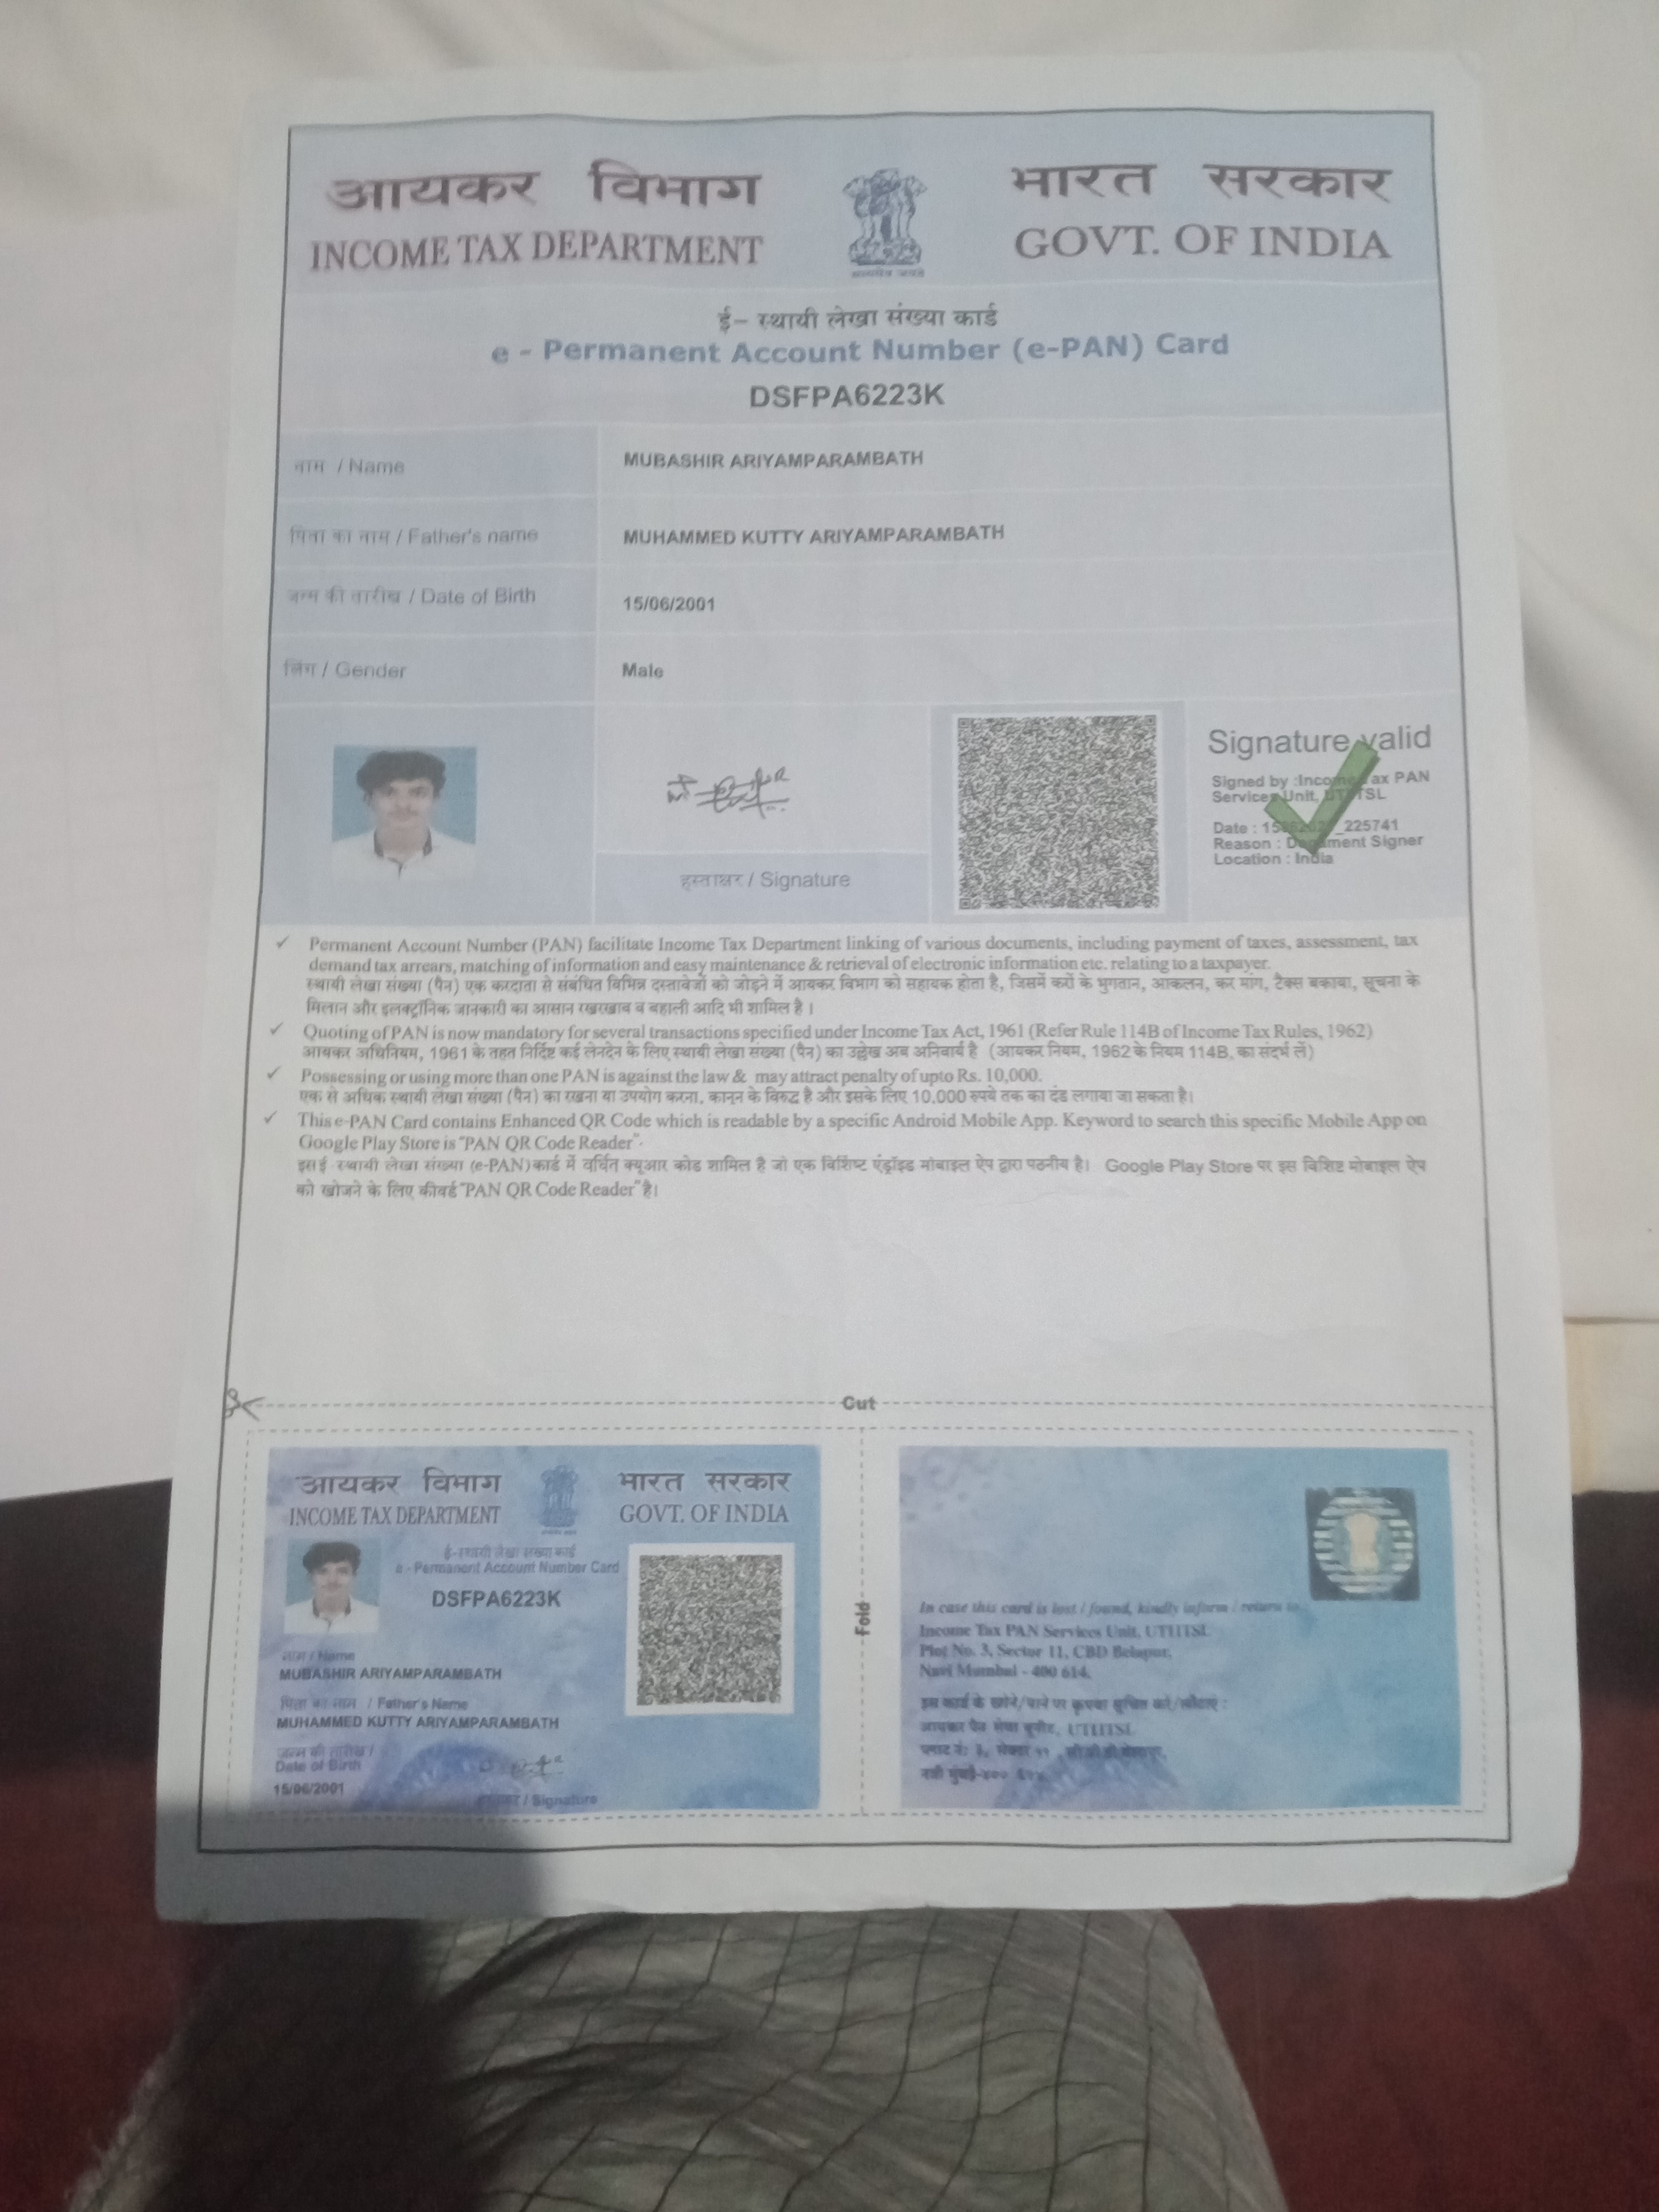 आयकर विभाग
INCOME TAX DEPARTMENT
भारत सरकार
GOVT. OF INDIA
ई- स्थायी लेखा संख्या कार्ड
e - Permanent Account Number (e-PAN) Card
DSFPA6223K
नाम / Name
MUBASHIR ARIYAMPARAMBATH
पिता का नाम / Father's name
MUHAMMED KUTTY ARIYAMPARAMBATH
जन्म की तारीख / Date of Birth
15/06/2001
लिंग / Gender
Male
हस्ताक्षर / Signature
Signature valid
Signed by :Income Tax PAN
Services Unit, UTIITSL
Date : 225741
Reason : Document Signer
Location : India
Permanent Account Number (PAN) facilitate Income Tax Department linking of various documents, including payment of taxes, assessment, tax
demand tax arrears, matching of information and easy maintenance & retrieval of electronic information etc. relating to a taxpayer.
स्थायी लेखा संख्या (पैन) एक करदाता से संबंधित विभिन्न दस्तावेजों को जोड़ने में आयकर विभाग को सहायक होता है, जिसमें करों के भुगतान, आकलन, कर मांग, टैक्स बकाया, सूचना के
मिलान और इलक्ट्रॉनिक जानकारी का आसान रखरखाव व बहाली आदि भी शामिल है ।
Quoting of PAN is now mandatory for several transactions specified under Income Tax Act, 1961 (Refer Rule 114B of Income Tax Rules, 1962)
आयकर अधिनियम, 1961 के तहत निर्दिष्ट कई लेनदेन के लिए स्थायी लेखा संख्या (पैन) का उल्लेख अब अनिवार्य है (आयकर नियम, 1962 के नियम 114B, का संदर्भ लें)
Possessing or using more than one PAN is against the law & may attract penalty of upto Rs. 10,000.
एक से अधिक स्थायी लेखा संख्या (पैन) का रखना या उपयोग करना, कानून के विरुद्ध है और इसके लिए 10,000 रुपये तक का दंड लगाया जा सकता है।
This e-PAN Card contains Enhanced QR Code which is readable by a specific Android Mobile App. Keyword to search this specific Mobile App on
Google Play Store is "PAN QR Code Reader".
इस ई- स्थायी लेखा संख्या (e-PAN) कार्ड में वर्धित क्यूआर कोड शामिल है जो एक विशिष्ट एंड्रॉइड मोबाइल ऐप द्वारा पठनीय है। Google Play Store पर इस विशिष्ट मोबाइल ऐप
को खोजने के लिए कीवर्ड "PAN QR Code Reader" है।
Cut
आयकर विभाग
INCOME TAX DEPARTMENT
भारत सरकार
GOVT. OF INDIA
ई-स्थायी लेखा संख्या कार्ड
e - Permanent Account Number Card
DSFPA6223K
नाम / Name
MUBASHIR ARIYAMPARAMBATH
पिता का नाम / Father's Name
MUHAMMED KUTTY ARIYAMPARAMBATH
जन्म की तारीख /
Date of Birth
15/06/2001
/ Signature
Fold
In case this card is lost / found, kindly inform / return to
Income Tax PAN Services Unit, UTIITSL
Plot No. 3, Sector 11, CBD Belapur,
Navi Mumbai - 400 614.
इस कार्ड के खोने/पाने पर कृपया सूचित करें/लौटाएं :
आयकर पैन सेवा यूनीट, UTIITSL
प्लाट नं: ३, सेक्टर ११ , सी.बी.डी.बेलापूर,
नवी मुंबई-४०० ६१४.